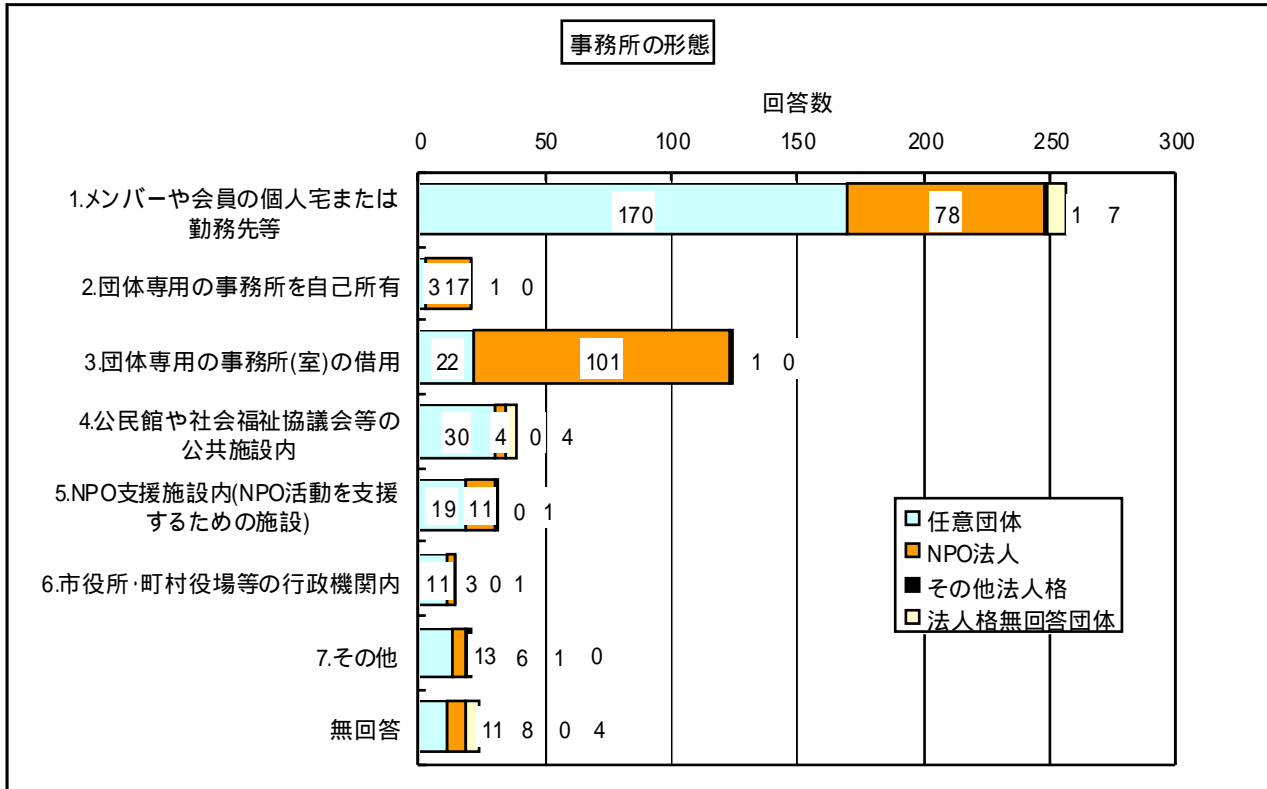 事務所の形態
回答数
0 50 100 150 200 250 300
1.メンバーや会員の個人宅または
勤務先等
170 78 1 7
2.団体専用の事務所を自己所有
3 17 1 0
3.団体専用の事務所(室)の借用
22 101 1 0
4.公民館や社会福祉協議会等の
公共施設内
30 4 0 4
5.NPO支援施設内(NPO活動を支援
するための施設)
19 11 0 1
6.市役所・町村役場等の行政機関内
11 3 0 1
7.その他
13 6 1 0
無回答
11 8 0 4
任意団体
NPO法人
その他法人格
法人格無回答団体